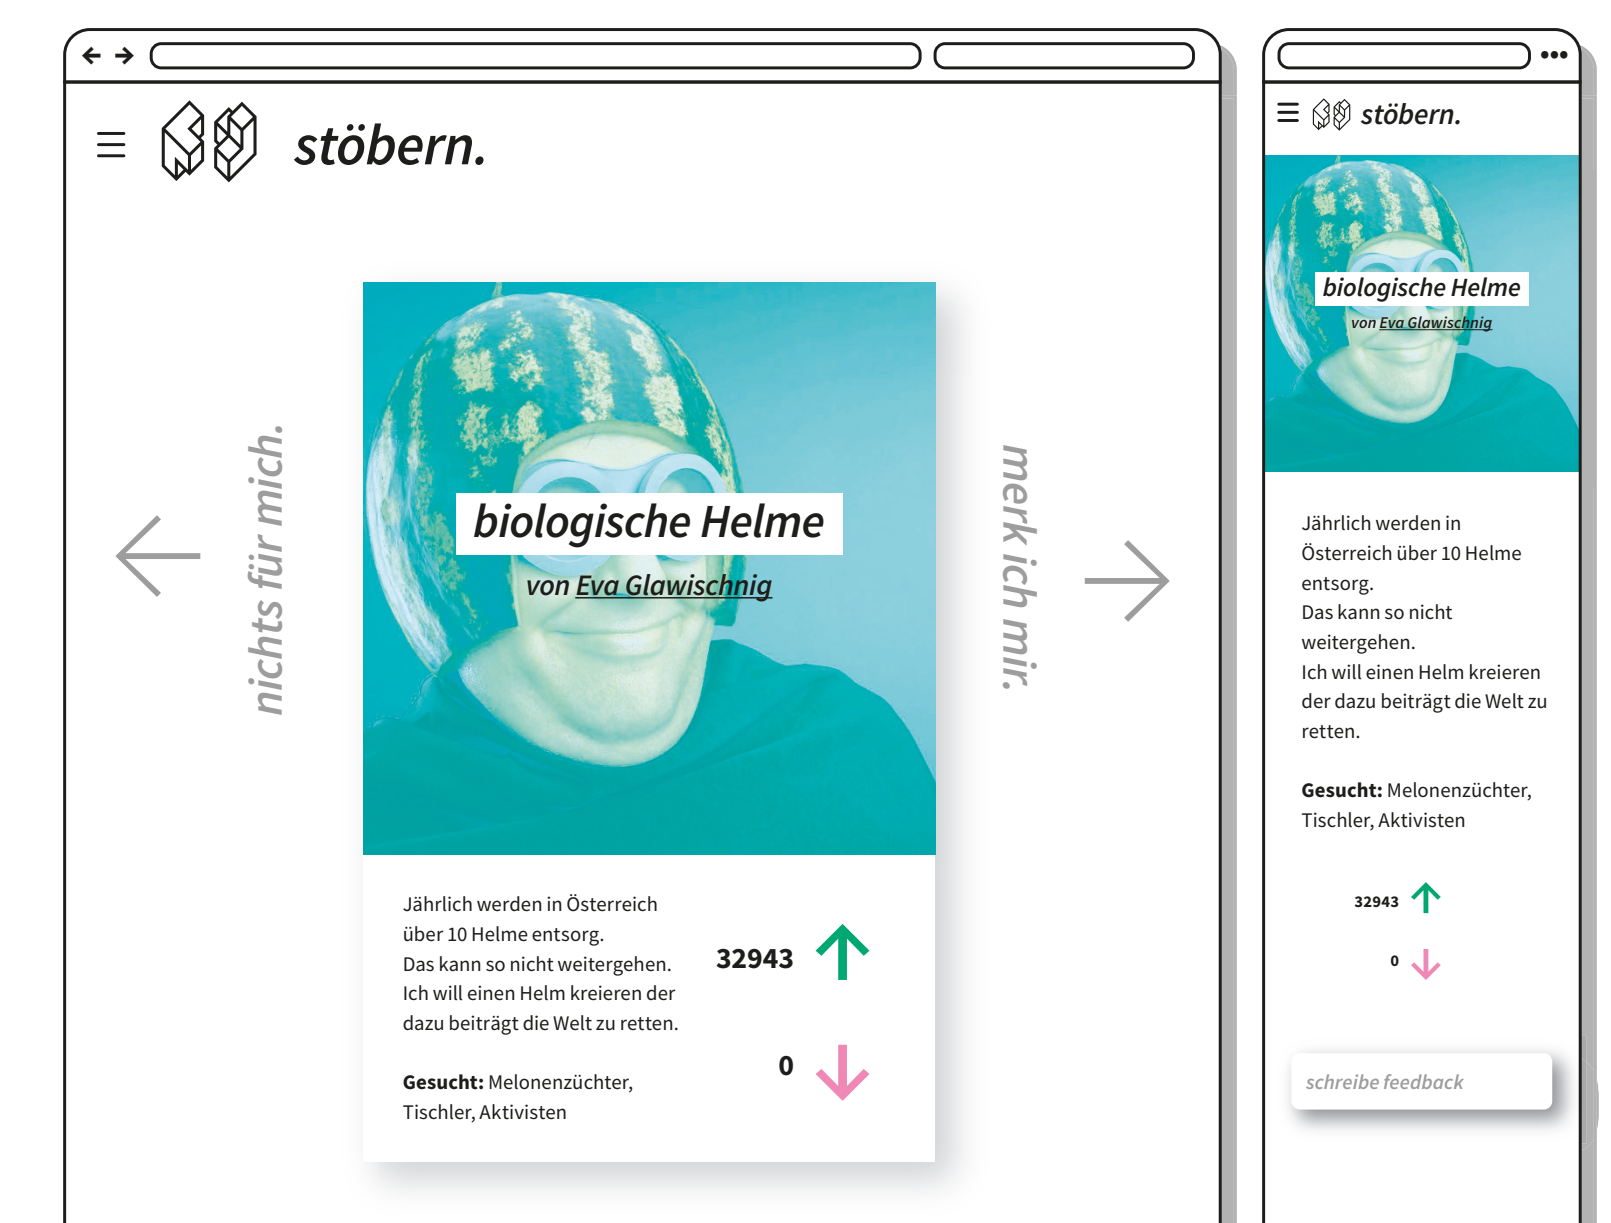 stöbern.
nichts für mich.
biologische Helme
von Eva Glawischnig
merk ich mir.
Jährlich werden in Österreich
über 10 Helme entsorg.
Das kann so nicht weitergehen.
Ich will einen Helm kreieren der
dazu beiträgt die Welt zu retten.
Gesucht: Melonenzüchter,
Tischler, Aktivisten
32943
0
stöbern.
biologische Helme
von Eva Glawischnig
Jährlich werden in
Österreich über 10 Helme
entsorg.
Das kann so nicht
weitergehen.
Ich will einen Helm kreieren
der dazu beiträgt die Welt zu
retten.
Gesucht: Melonenzüchter,
Tischler, Aktivisten
32943
0
schreibe feedback